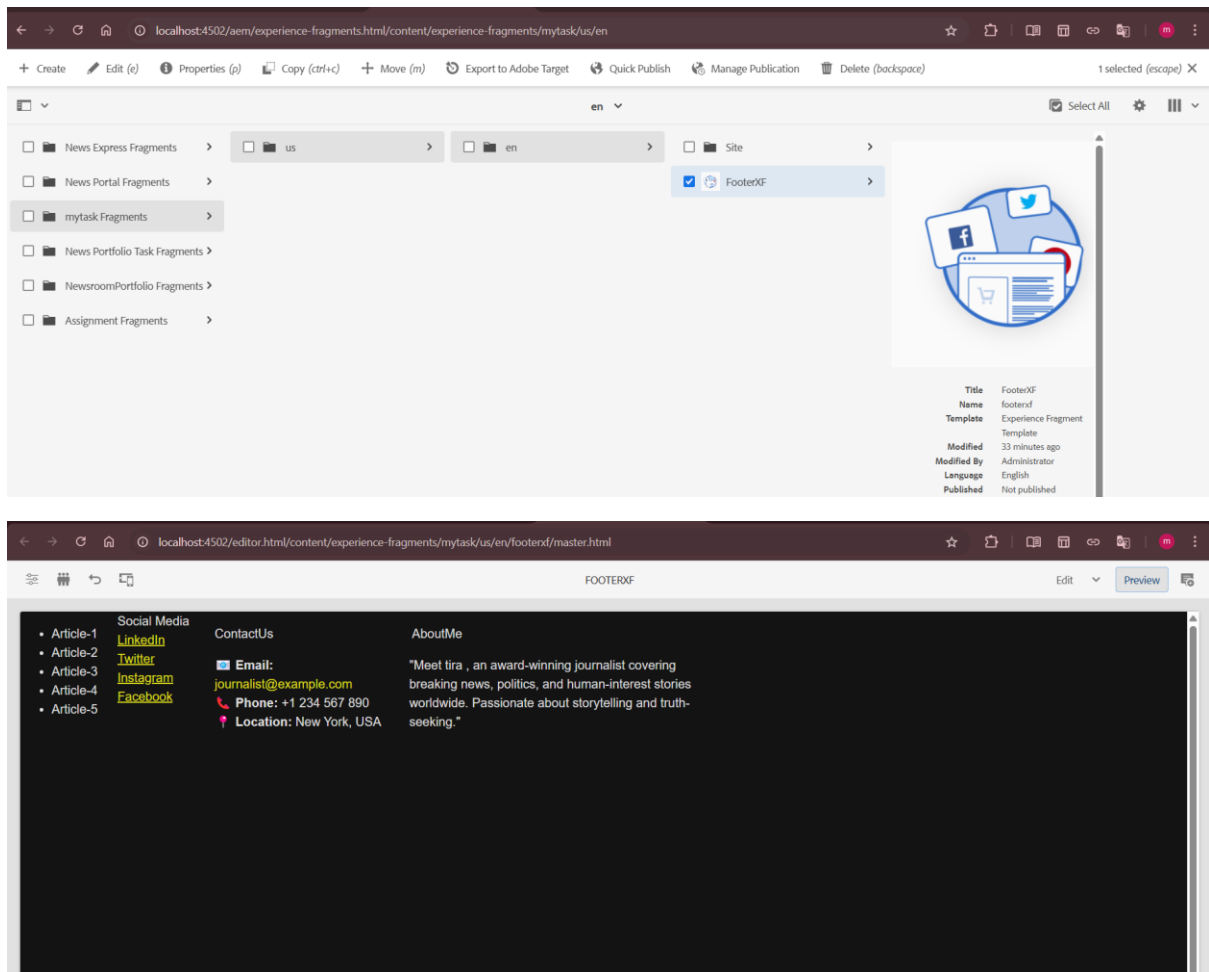 localhost:4502/aem/experience-fragments.html/content/experience-fragments/mytask/us/en
m
Create Edit (e) Properties (p) Copy (ctrl+c) Move (m) Export to Adobe Target Quick Publish Manage Publication Delete (backspace) 1 selected (escape)
en Select All
News Express Fragments us en Site
News Portal Fragments FooterXF
mytask Fragments
News Portfolio Task Fragments
NewsroomPortfolio Fragments
Assignment Fragments
Title FooterXF
Name footerxf
Template Experience Fragment
Template
Modified 33 minutes ago
Modified By Administrator
Language English
Published Not published
localhost:4502/editor.html/content/experience-fragments/mytask/us/en/footerxf/master.html
m
FOOTERXF Edit Preview
• Article-1
• Article-2
• Article-3
• Article-4
• Article-5
Social Media
LinkedIn
Twitter
Instagram
Facebook
ContactUs
📧 Email:
journalist@example.com
📞 Phone: +1 234 567 890
📍 Location: New York, USA
AboutMe
"Meet tira , an award-winning journalist covering
breaking news, politics, and human-interest stories
worldwide. Passionate about storytelling and truth-
seeking."